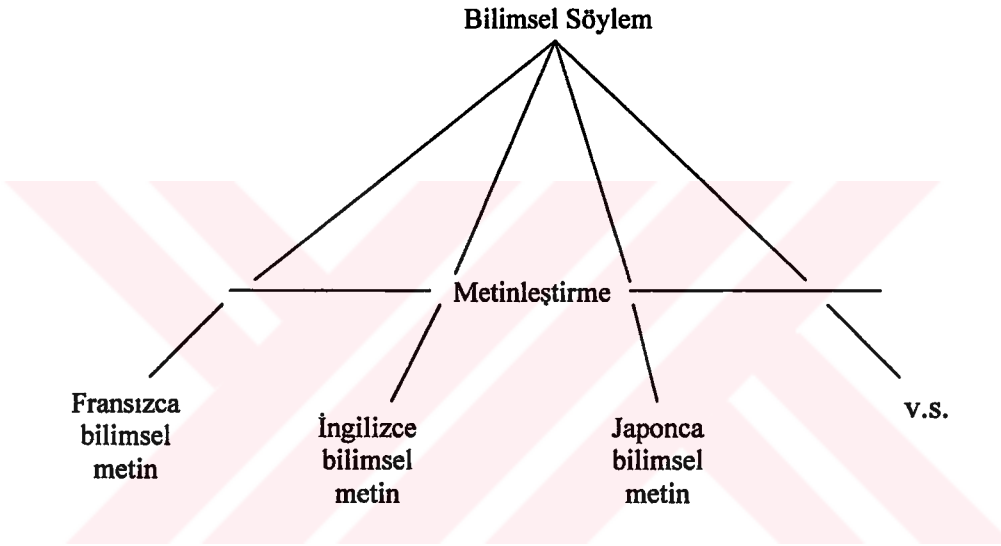 Bilimsel Söylem
Metinleştirme
Fransızca
bilimsel
metin
İngilizce
bilimsel
metin
Japonca
bilimsel
metin
v.s.